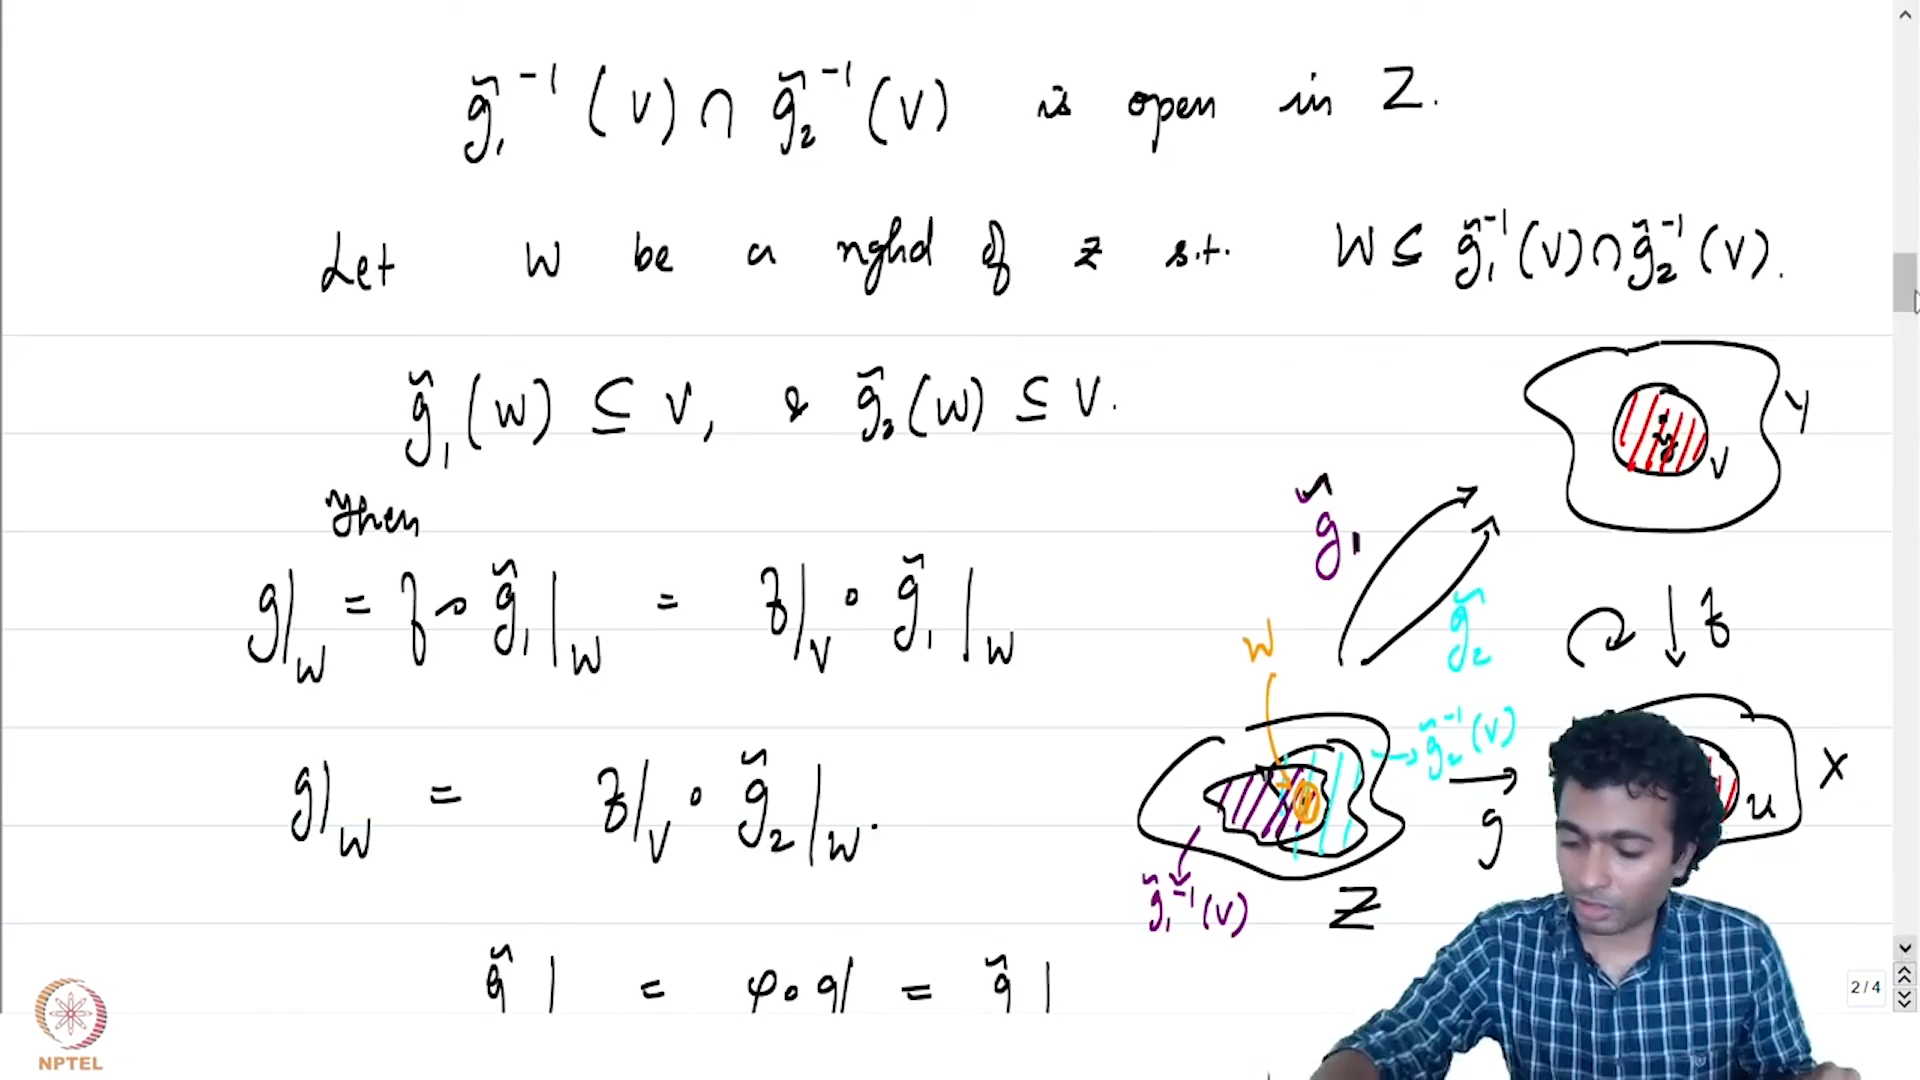 g̃₁⁻¹ (V) ∩ g̃₂⁻¹ (V) is open in Z.
Let W be a nghd of z s.t. W ⊆ g̃₁⁻¹(V) ∩ g̃₂⁻¹(V).
g̃₁(W) ⊆ V, & g̃₂(W) ⊆ V.
Then
g|_W = f ∘ g̃₁|_W = f|_V ∘ g̃₁|_W
g|_W = f|_V ∘ g̃₂|_W.
g̃ | = φ ∘ g| = g̃ |
Y
y
V
g̃₁
g̃₂
f
W
g̃₂⁻¹(V)
g
X
U
g̃₁⁻¹(V)
Z
2/4
NPTEL